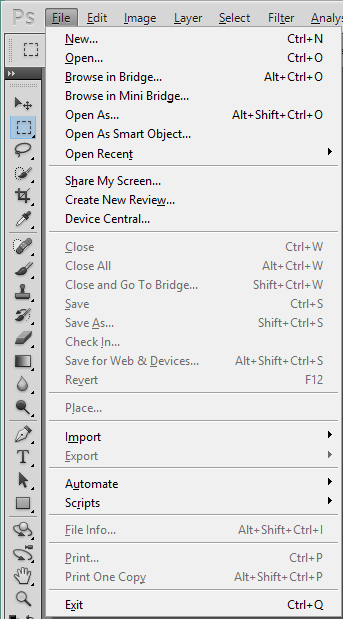 Ps File Edit Image Layer Select Filter Analys
New... Ctrl+N
Open... Ctrl+O
Browse in Bridge... Alt+Ctrl+O
Browse in Mini Bridge...
Open As... Alt+Shift+Ctrl+O
Open As Smart Object...
Open Recent
Share My Screen...
Create New Review...
Device Central...
Close Ctrl+W
Close All Alt+Ctrl+W
Close and Go To Bridge... Shift+Ctrl+W
Save Ctrl+S
Save As... Shift+Ctrl+S
Check In...
Save for Web & Devices... Alt+Shift+Ctrl+S
Revert F12
Place...
Import
Export
Automate
Scripts
File Info... Alt+Shift+Ctrl+I
Print... Ctrl+P
Print One Copy Alt+Shift+Ctrl+P
Exit Ctrl+Q